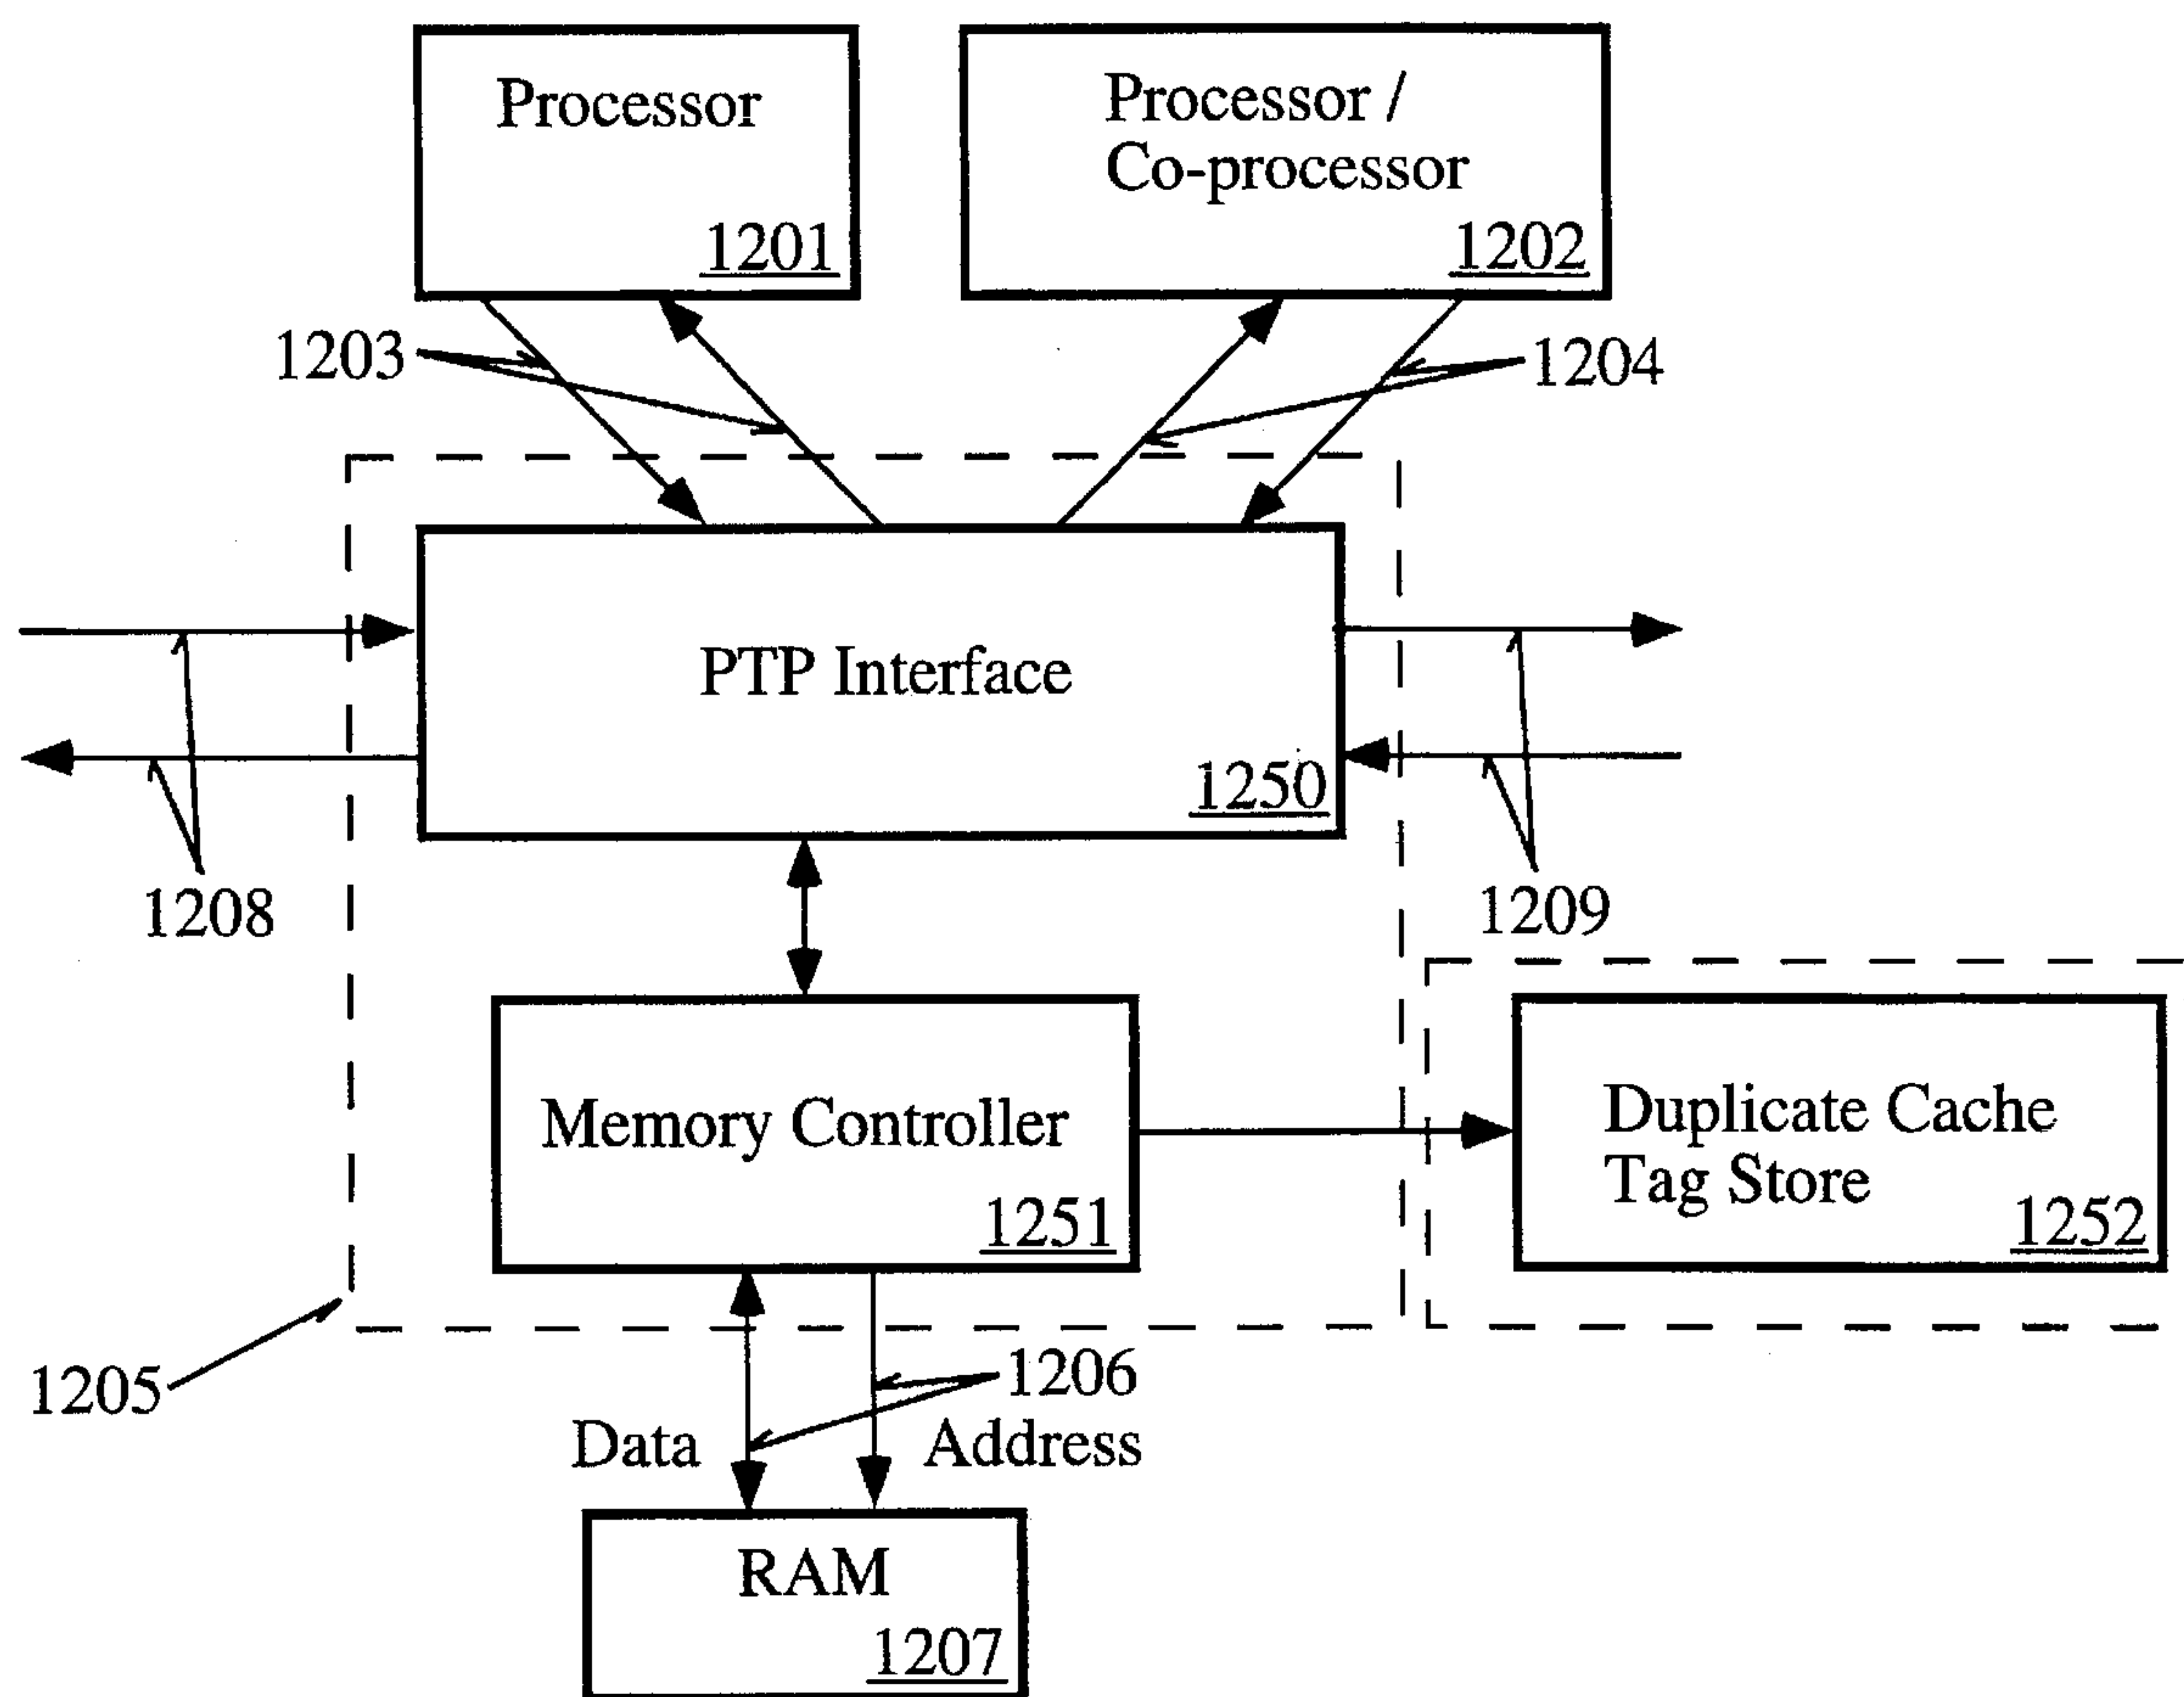 Processor
1201
Processor /
Co-processor
1202
1203
1204
PTP Interface
1250
1208
1209
Memory Controller
1251
Duplicate Cache
Tag Store
1252
1205
1206
Data
Address
RAM
1207